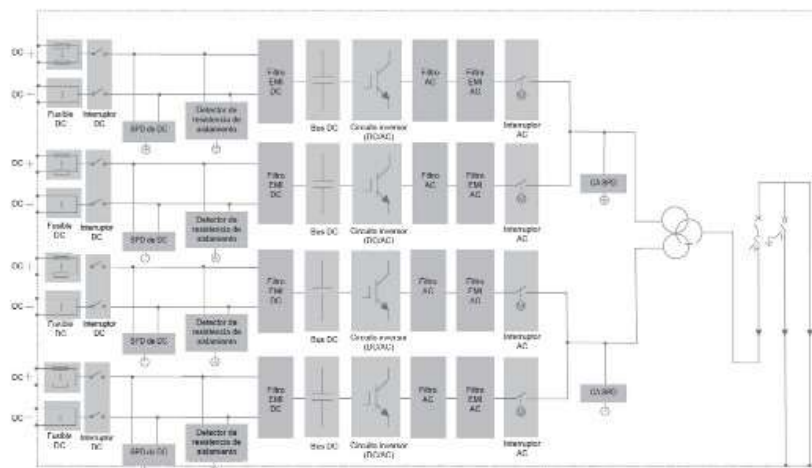 DC +
DC −
Fusible
DC
Interruptor
DC
SPD de DC
Detector de
resistencia de
aislamiento
Filtro
EMI
DC
Bus DC
Circuito inversor
(DC/AC)
Filtro
AC
Filtro
EMI
AC
Interruptor
AC
DC +
DC −
Fusible
DC
Interruptor
DC
SPD de DC
Detector de
resistencia de
aislamiento
Filtro
EMI
DC
Bus DC
Circuito inversor
(DC/AC)
Filtro
AC
Filtro
EMI
AC
Interruptor
AC
CA SPD
DC +
DC −
Fusible
DC
Interruptor
DC
SPD de DC
Detector de
resistencia de
aislamiento
Filtro
EMI
DC
Bus DC
Circuito inversor
(DC/AC)
Filtro
AC
Filtro
EMI
AC
Interruptor
AC
DC +
DC −
Fusible
DC
Interruptor
DC
SPD de DC
Detector de
resistencia de
aislamiento
Filtro
EMI
DC
Bus DC
Circuito inversor
(DC/AC)
Filtro
AC
Filtro
EMI
AC
Interruptor
AC
CA SPD